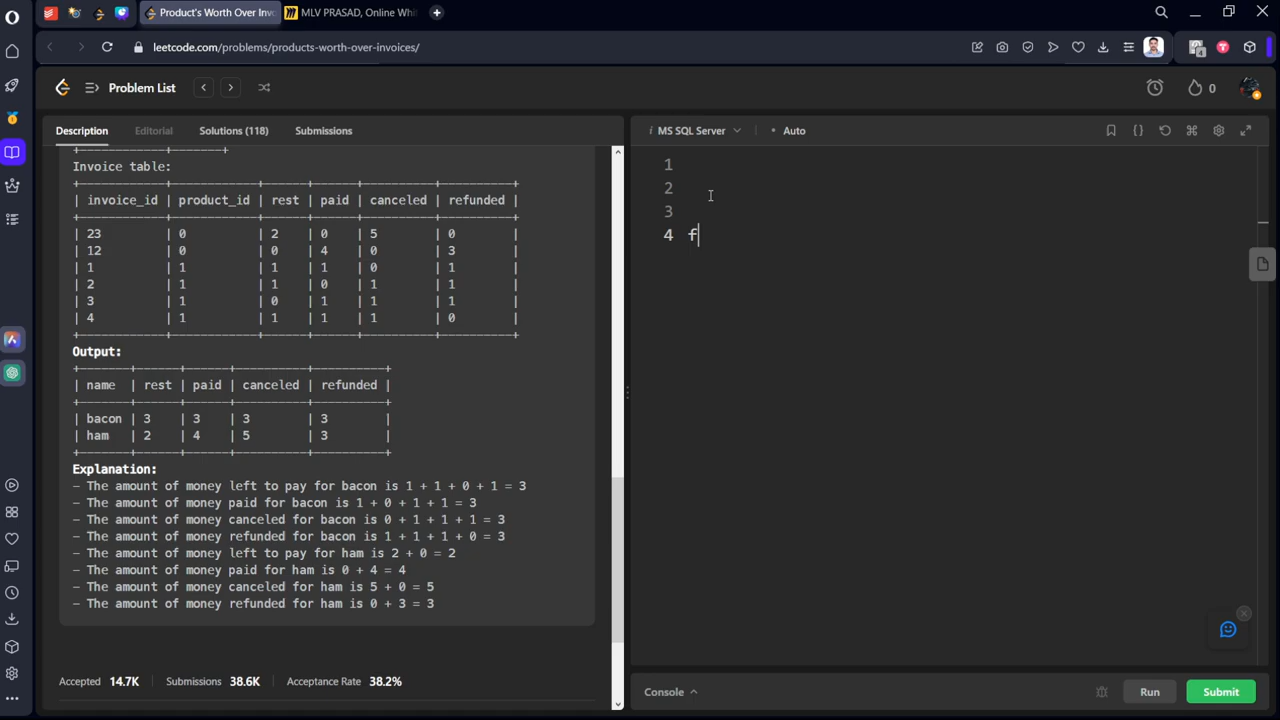 Product's Worth Over Invo
MLV PRASAD, Online Whit
leetcode.com/problems/products-worth-over-invoices/
4
Problem List
0
Description Editorial Solutions (118) Submissions
i MS SQL Server • Auto
+-----------+-------+
Invoice table:
+------------+------------+------+------+----------+----------+
| invoice_id | product_id | rest | paid | canceled | refunded |
+------------+------------+------+------+----------+----------+
| 23 | 0 | 2 | 0 | 5 | 0 |
| 12 | 0 | 0 | 4 | 0 | 3 |
| 1 | 1 | 1 | 1 | 0 | 1 |
| 2 | 1 | 1 | 0 | 1 | 1 |
| 3 | 1 | 0 | 1 | 1 | 1 |
| 4 | 1 | 1 | 1 | 1 | 0 |
+------------+------------+------+------+----------+----------+
Output:
+-------+------+------+----------+----------+
| name | rest | paid | canceled | refunded |
+-------+------+------+----------+----------+
| bacon | 3 | 3 | 3 | 3 |
| ham | 2 | 4 | 5 | 3 |
+-------+------+------+----------+----------+
Explanation:
- The amount of money left to pay for bacon is 1 + 1 + 0 + 1 = 3
- The amount of money paid for bacon is 1 + 0 + 1 + 1 = 3
- The amount of money canceled for bacon is 0 + 1 + 1 + 1 = 3
- The amount of money refunded for bacon is 1 + 1 + 1 + 0 = 3
- The amount of money left to pay for ham is 2 + 0 = 2
- The amount of money paid for ham is 0 + 4 = 4
- The amount of money canceled for ham is 5 + 0 = 5
- The amount of money refunded for ham is 0 + 3 = 3
Accepted 14.7K | Submissions 38.6K | Acceptance Rate 38.2%
1
2
3
4 f
Console Run Submit